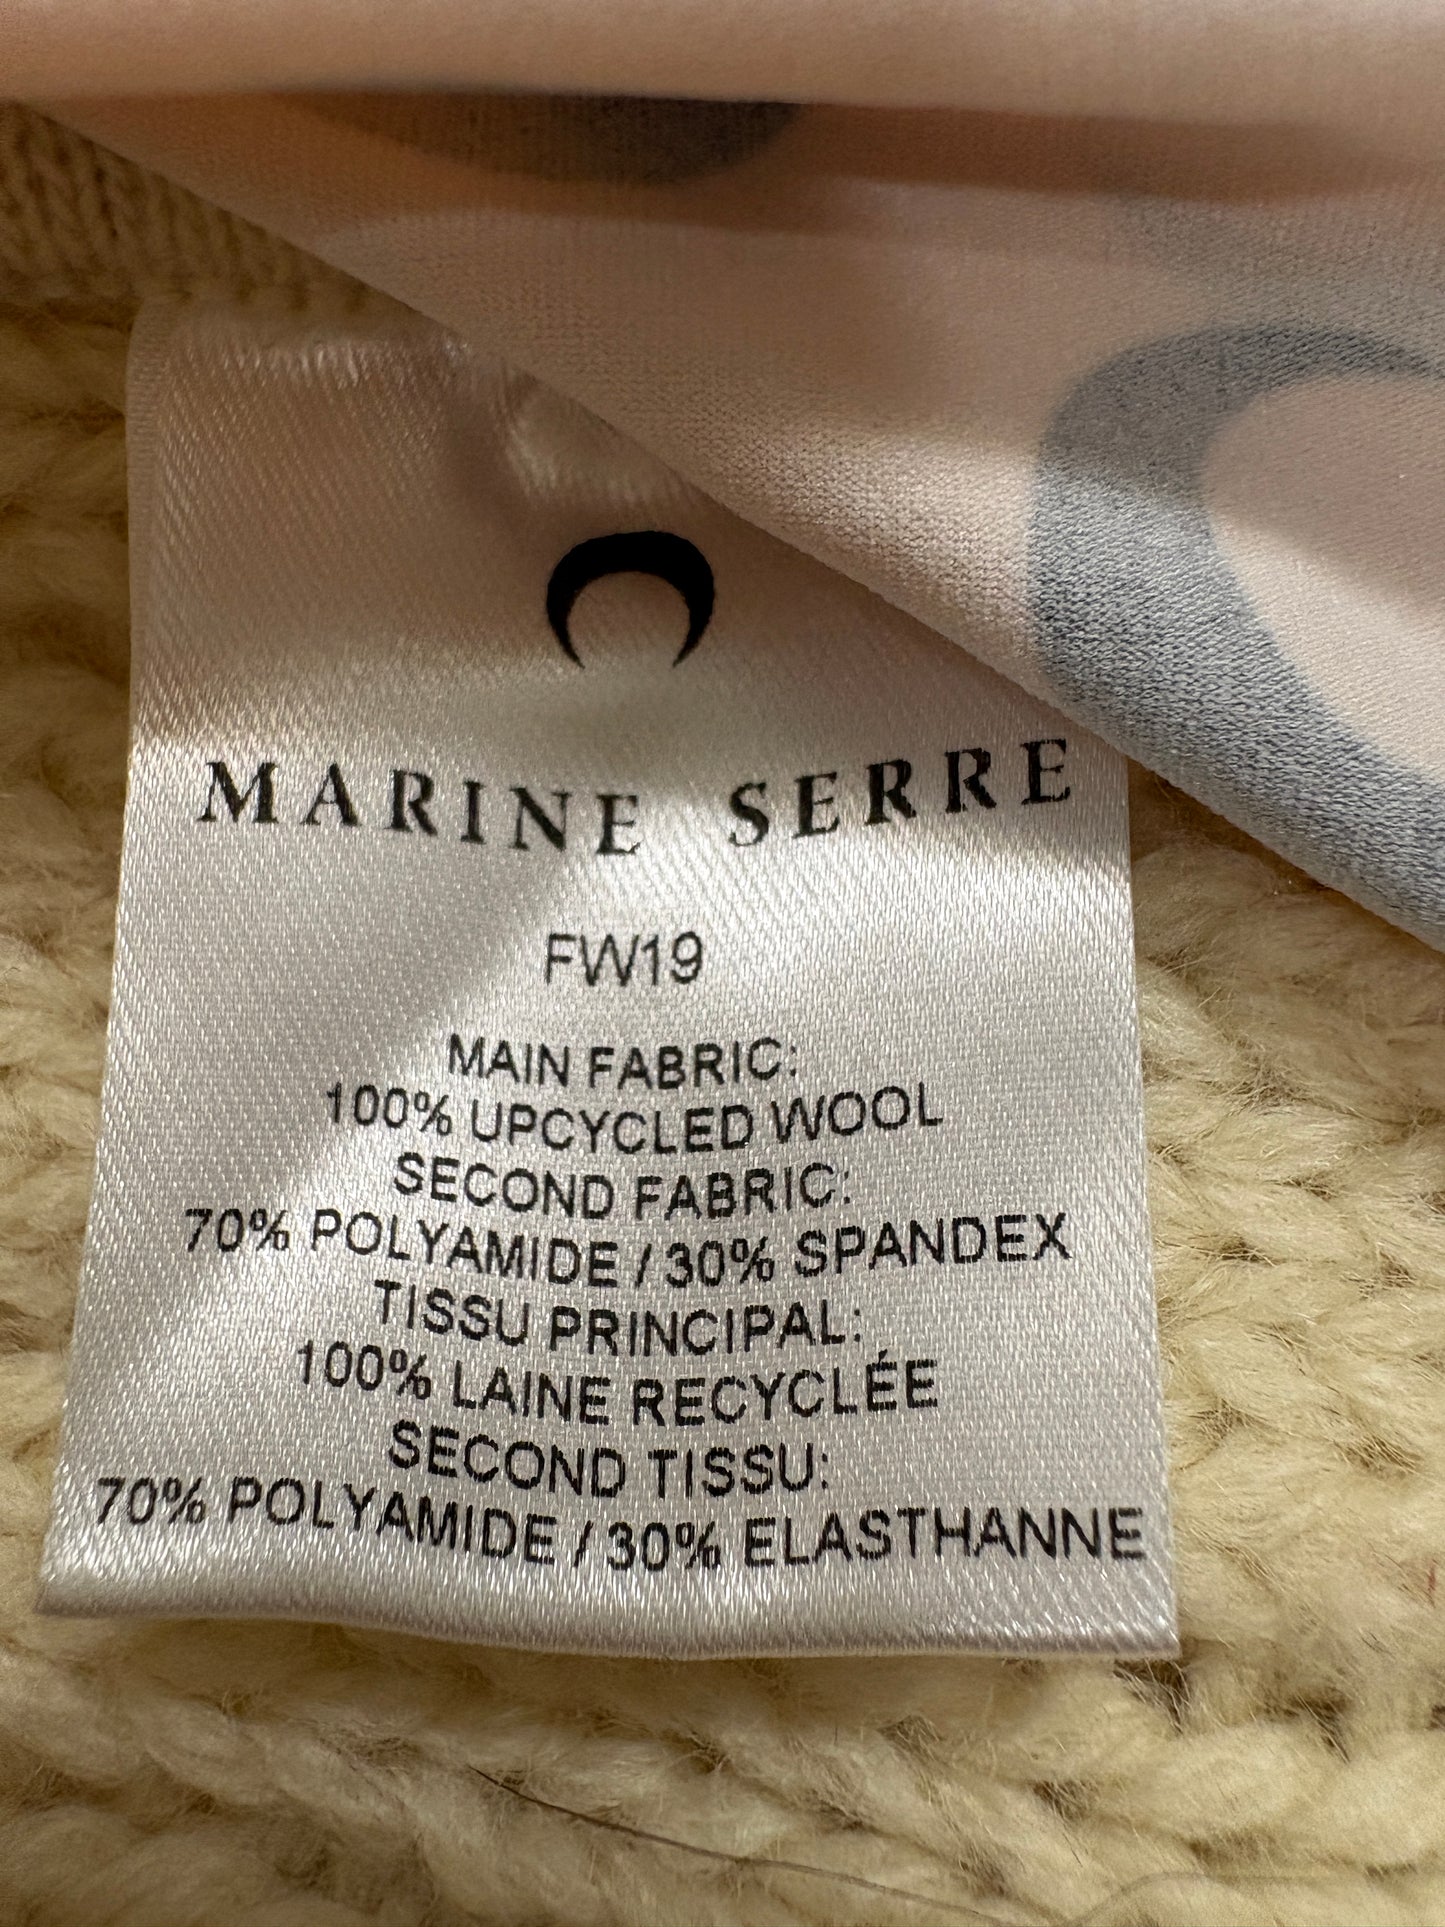 MARINE SERRE
FW19
MAIN FABRIC:
100% UPCYCLED WOOL
SECOND FABRIC:
70% POLYAMIDE / 30% SPANDEX
TISSU PRINCIPAL:
100% LAINE RECYCLÉE
SECOND TISSU:
70% POLYAMIDE / 30% ELASTHANNE